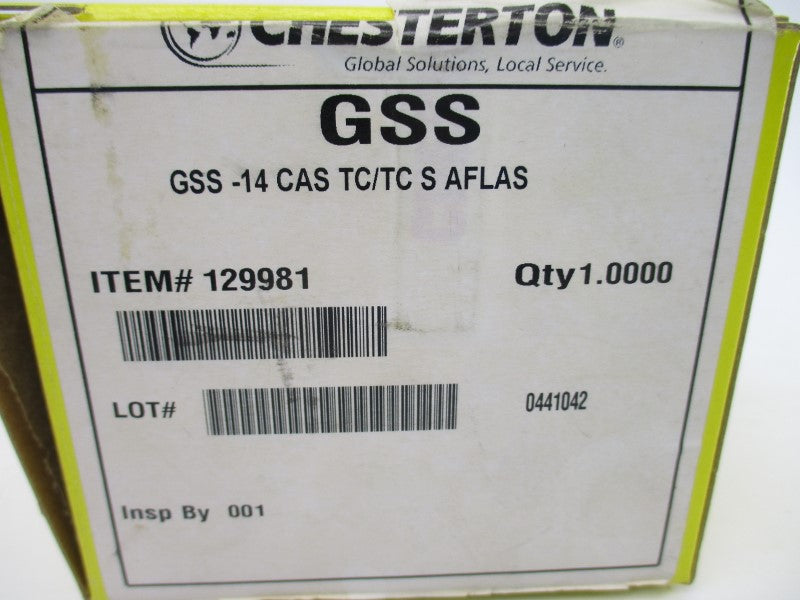 CHESTERTON®
Global Solutions, Local Service.
GSS
GSS -14 CAS TC/TC S AFLAS
ITEM# 129981 Qty1.0000
LOT# 0441042
Insp By 001